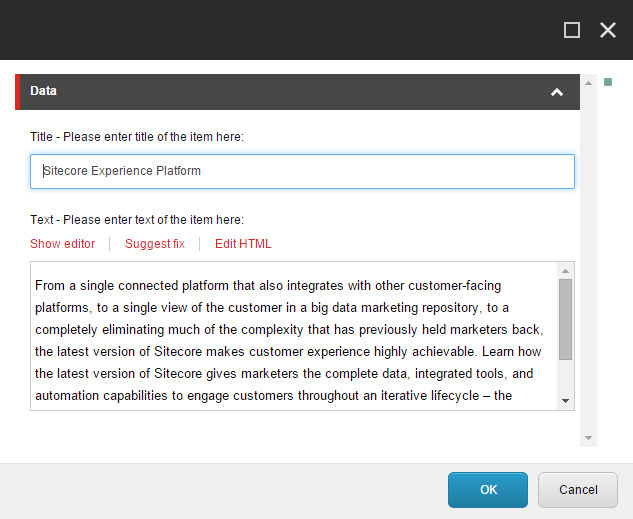 Data
Title - Please enter title of the item here:
Sitecore Experience Platform
Text - Please enter text of the item here:
Show editor
Suggest fix
Edit HTML
From a single connected platform that also integrates with other customer-facing
platforms, to a single view of the customer in a big data marketing repository, to a
completely eliminating much of the complexity that has previously held marketers back,
the latest version of Sitecore makes customer experience highly achievable. Learn how
the latest version of Sitecore gives marketers the complete data, integrated tools, and
automation capabilities to engage customers throughout an iterative lifecycle – the
OK
Cancel